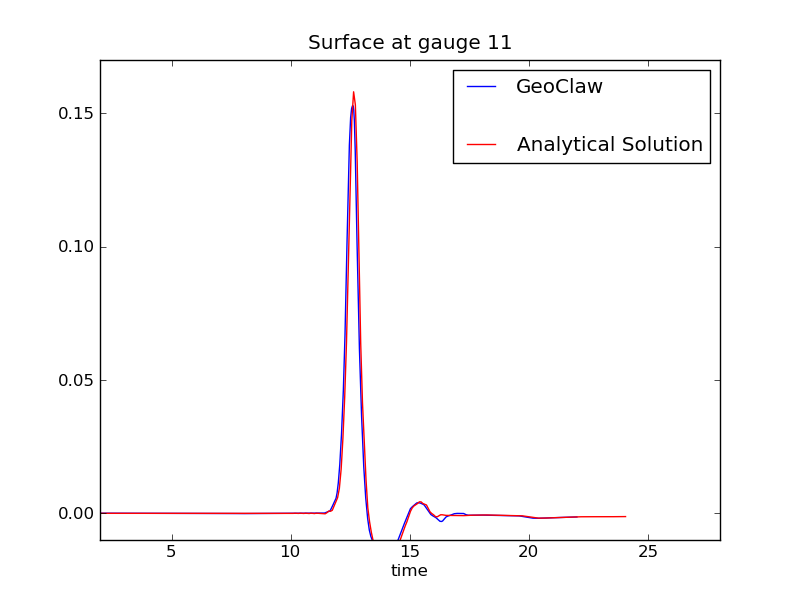 Surface at gauge 11
GeoClaw
Analytical Solution
0.15
0.10
0.05
0.00
5 10 15 20 25
time